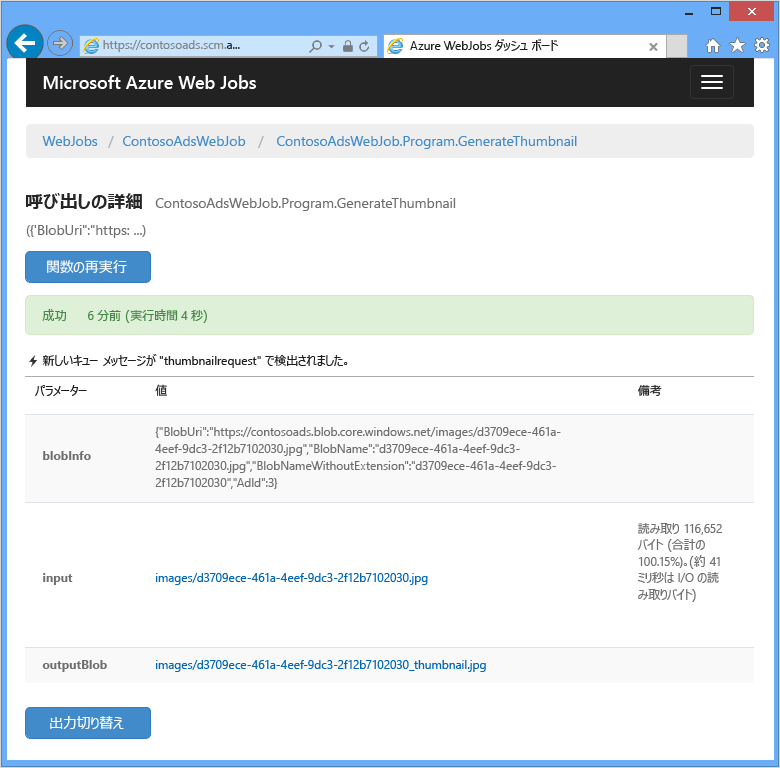 https://contosoads.scm.a...
Azure WebJobs ダッシュ ボード
Microsoft Azure Web Jobs
WebJobs / ContosoAdsWebJob / ContosoAdsWebJob.Program.GenerateThumbnail
呼び出しの詳細 ContosoAdsWebJob.Program.GenerateThumbnail
({'BlobUri":"https: ...)
関数の再実行
成功 6 分前 (実行時間 4 秒)
新しいキュー メッセージが "thumbnailrequest" で検出されました。
パラメーター 値 備考
blobInfo
{"BlobUri":"https://contosoads.blob.core.windows.net/images/d3709ece-461a-
4eef-9dc3-2f12b7102030.jpg","BlobName":"d3709ece-461a-4eef-9dc3-
2f12b7102030.jpg","BlobNameWithoutExtension":"d3709ece-461a-4eef-9dc3-
2f12b7102030","AdId":3}
input
images/d3709ece-461a-4eef-9dc3-2f12b7102030.jpg
読み取り 116,652
バイト (合計の
100.15%)。(約 41
ミリ秒は I/O の読
み取りバイト)
outputBlob
images/d3709ece-461a-4eef-9dc3-2f12b7102030_thumbnail.jpg
出力切り替え